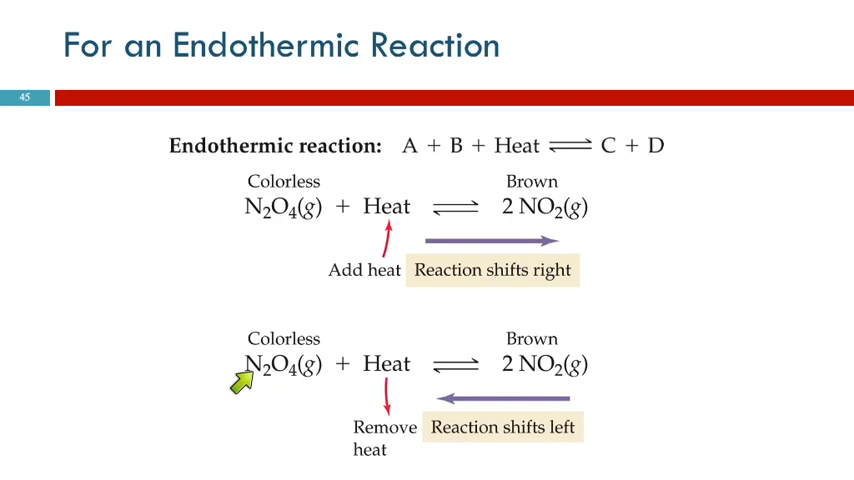 For an Endothermic Reaction
45
Endothermic reaction: A + B + Heat ⇌ C + D
Colorless Brown
N₂O₄(g) + Heat ⇌ 2 NO₂(g)
Add heat Reaction shifts right
Colorless Brown
N₂O₄(g) + Heat ⇌ 2 NO₂(g)
Remove Reaction shifts left
heat